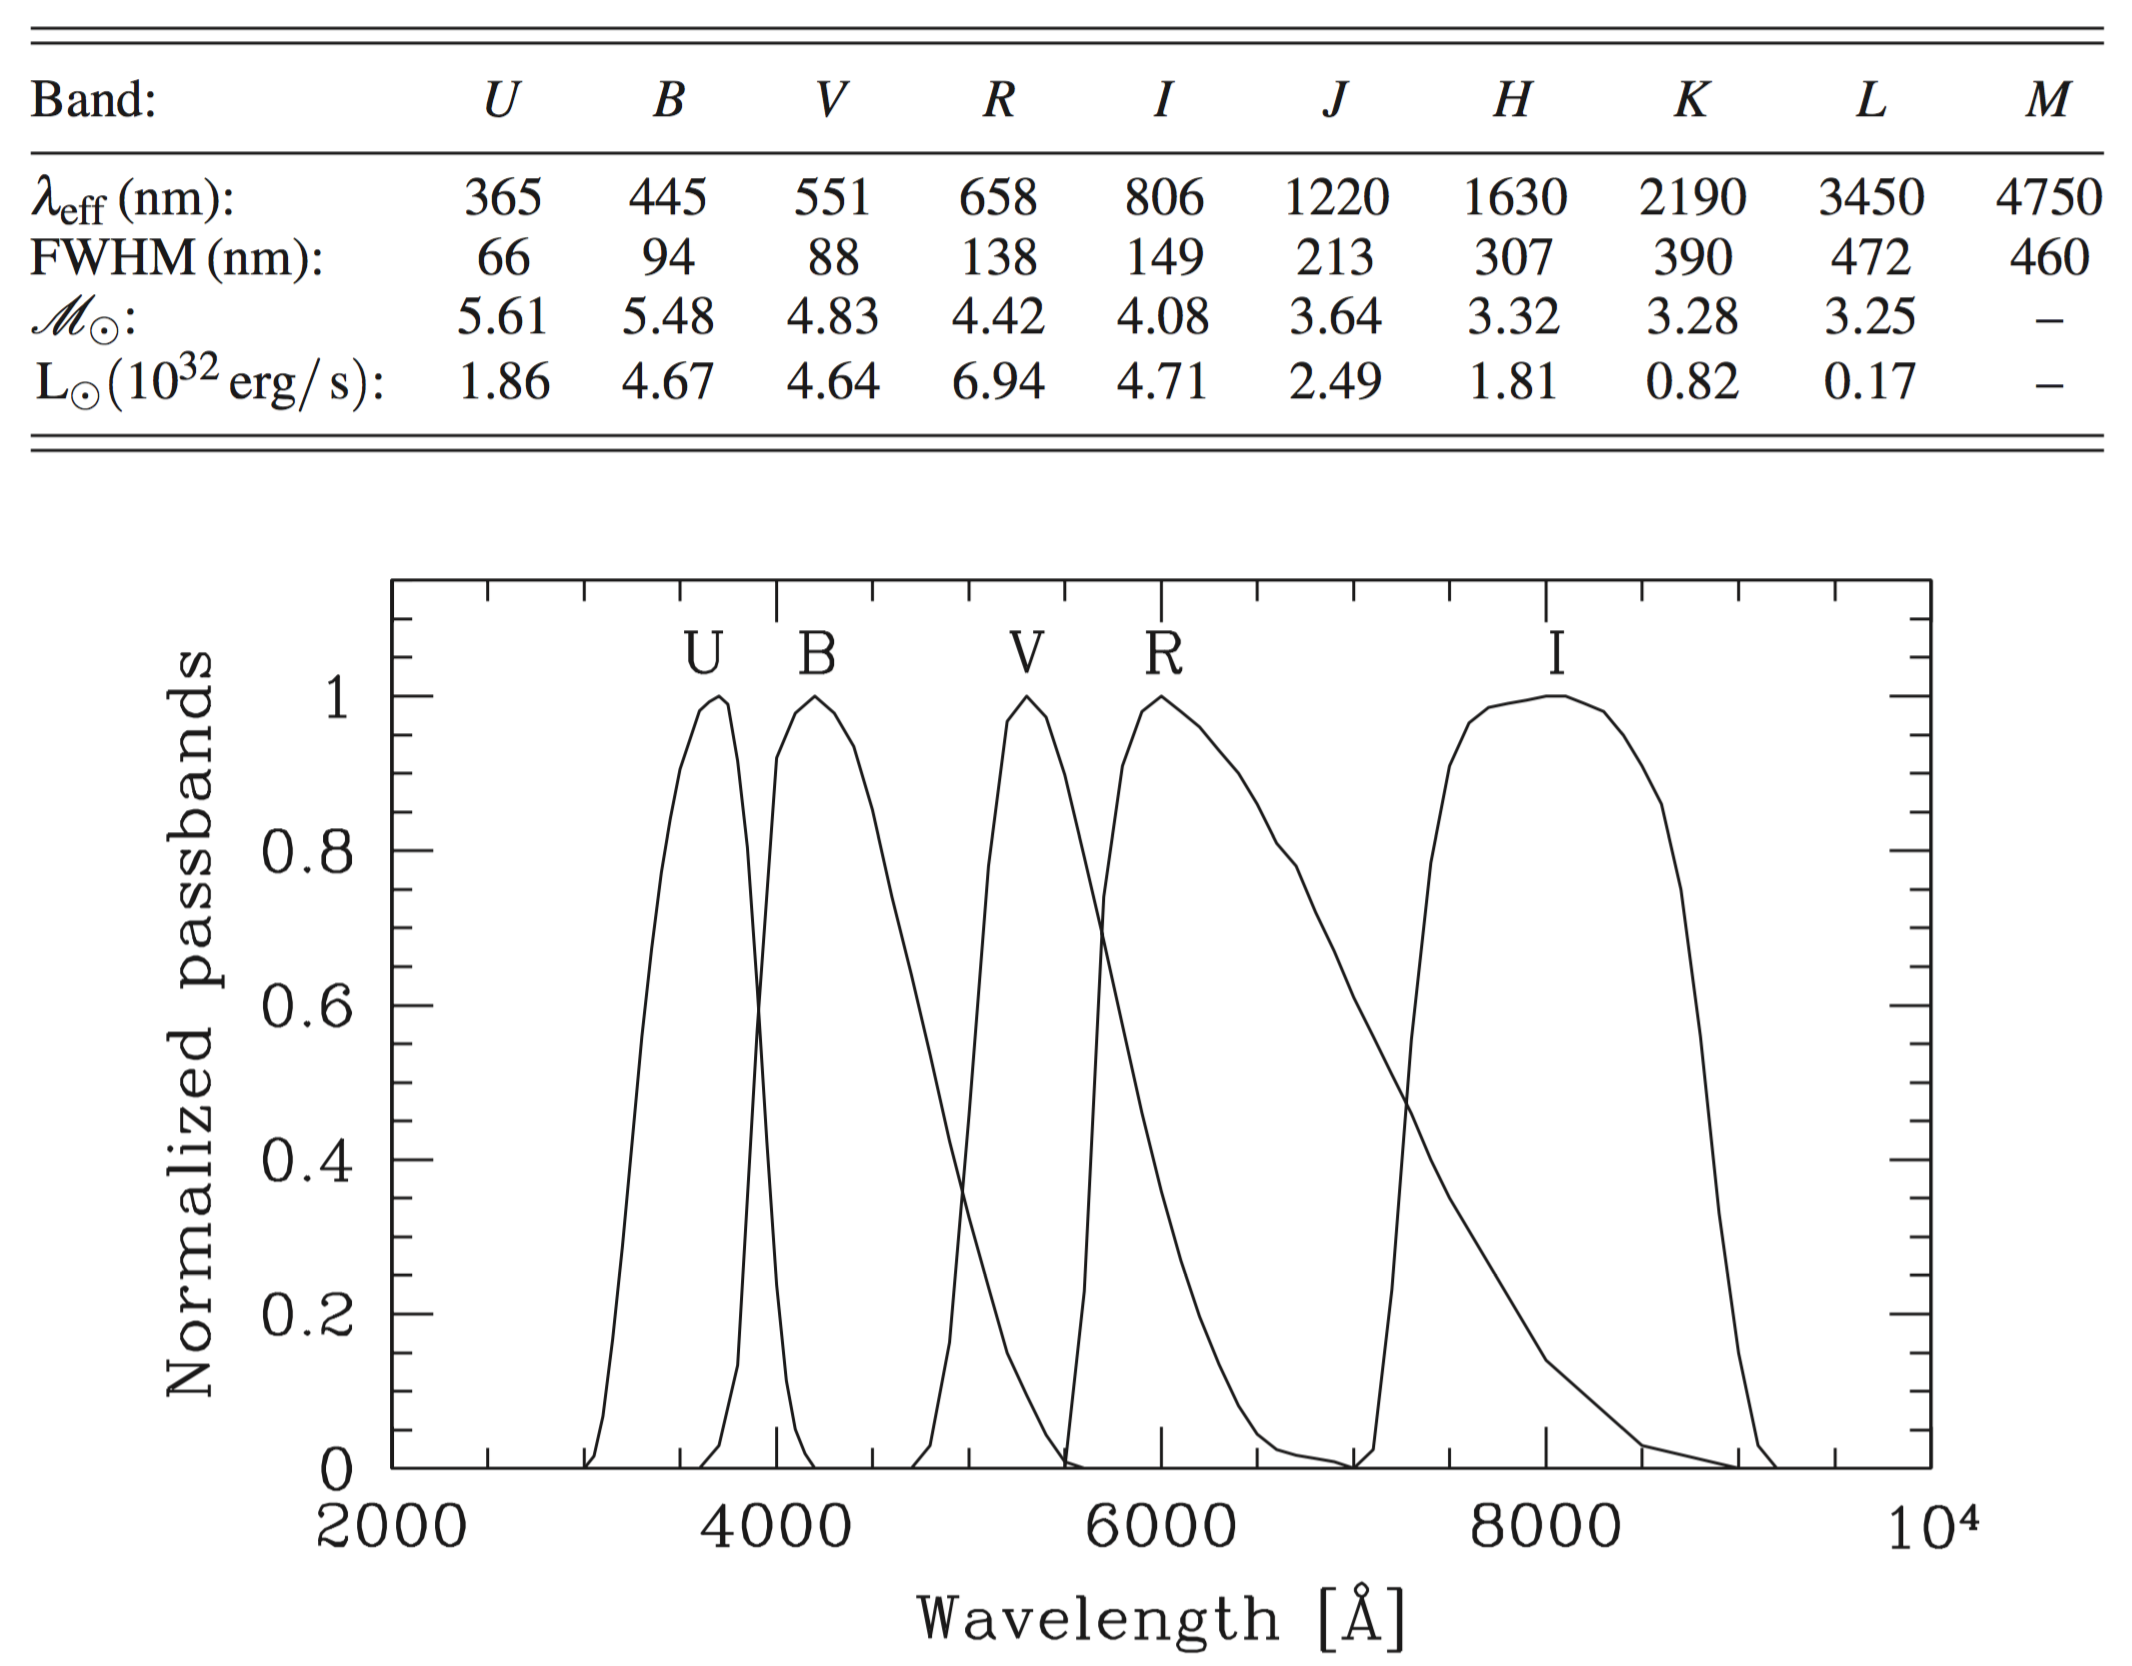 Band: U B V R I J H K L M
λeff (nm): 365 445 551 658 806 1220 1630 2190 3450 4750
FWHM (nm): 66 94 88 138 149 213 307 390 472 460
ℳ⊙: 5.61 5.48 4.83 4.42 4.08 3.64 3.32 3.28 3.25 –
L⊙(10³² erg/s): 1.86 4.67 4.64 6.94 4.71 2.49 1.81 0.82 0.17 –
U B V R I
Normalized passbands
1
0.8
0.6
0.4
0.2
0
2000 4000 6000 8000 10⁴
Wavelength [Å]